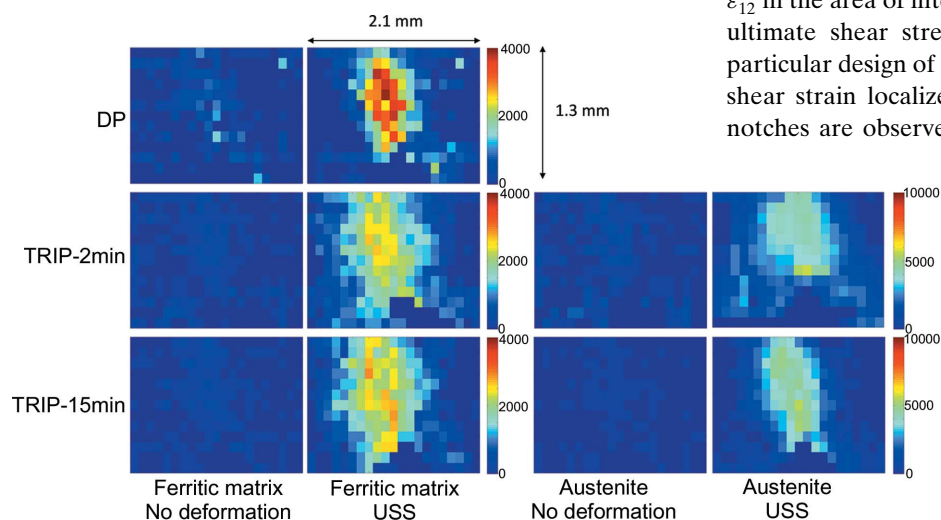 ε12 in the area of inte
ultimate shear stre
particular design of
shear strain localize
notches are observe
2.1 mm
1.3 mm
DP
4000
2000
0
TRIP-2min
4000
2000
0
10000
5000
0
TRIP-15min
4000
2000
0
10000
5000
0
Ferritic matrix
No deformation
Ferritic matrix
USS
Austenite
No deformation
Austenite
USS